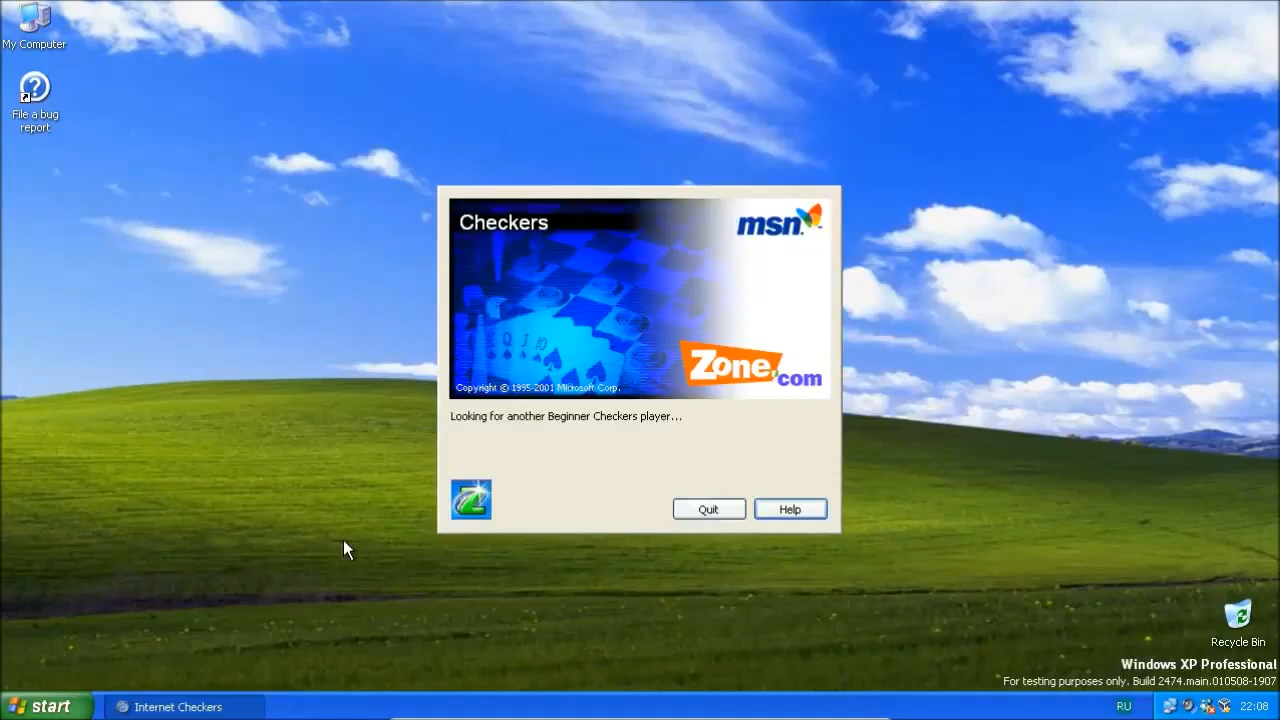 My Computer
File a bug
report
Checkers
msn
Zone.com
Copyright © 1995-2001 Microsoft Corp.
Looking for another Beginner Checkers player...
Quit
Help
Recycle Bin
Windows XP Professional
For testing purposes only. Build 2474.main.010508-1907
start
Internet Checkers
RU
22:08